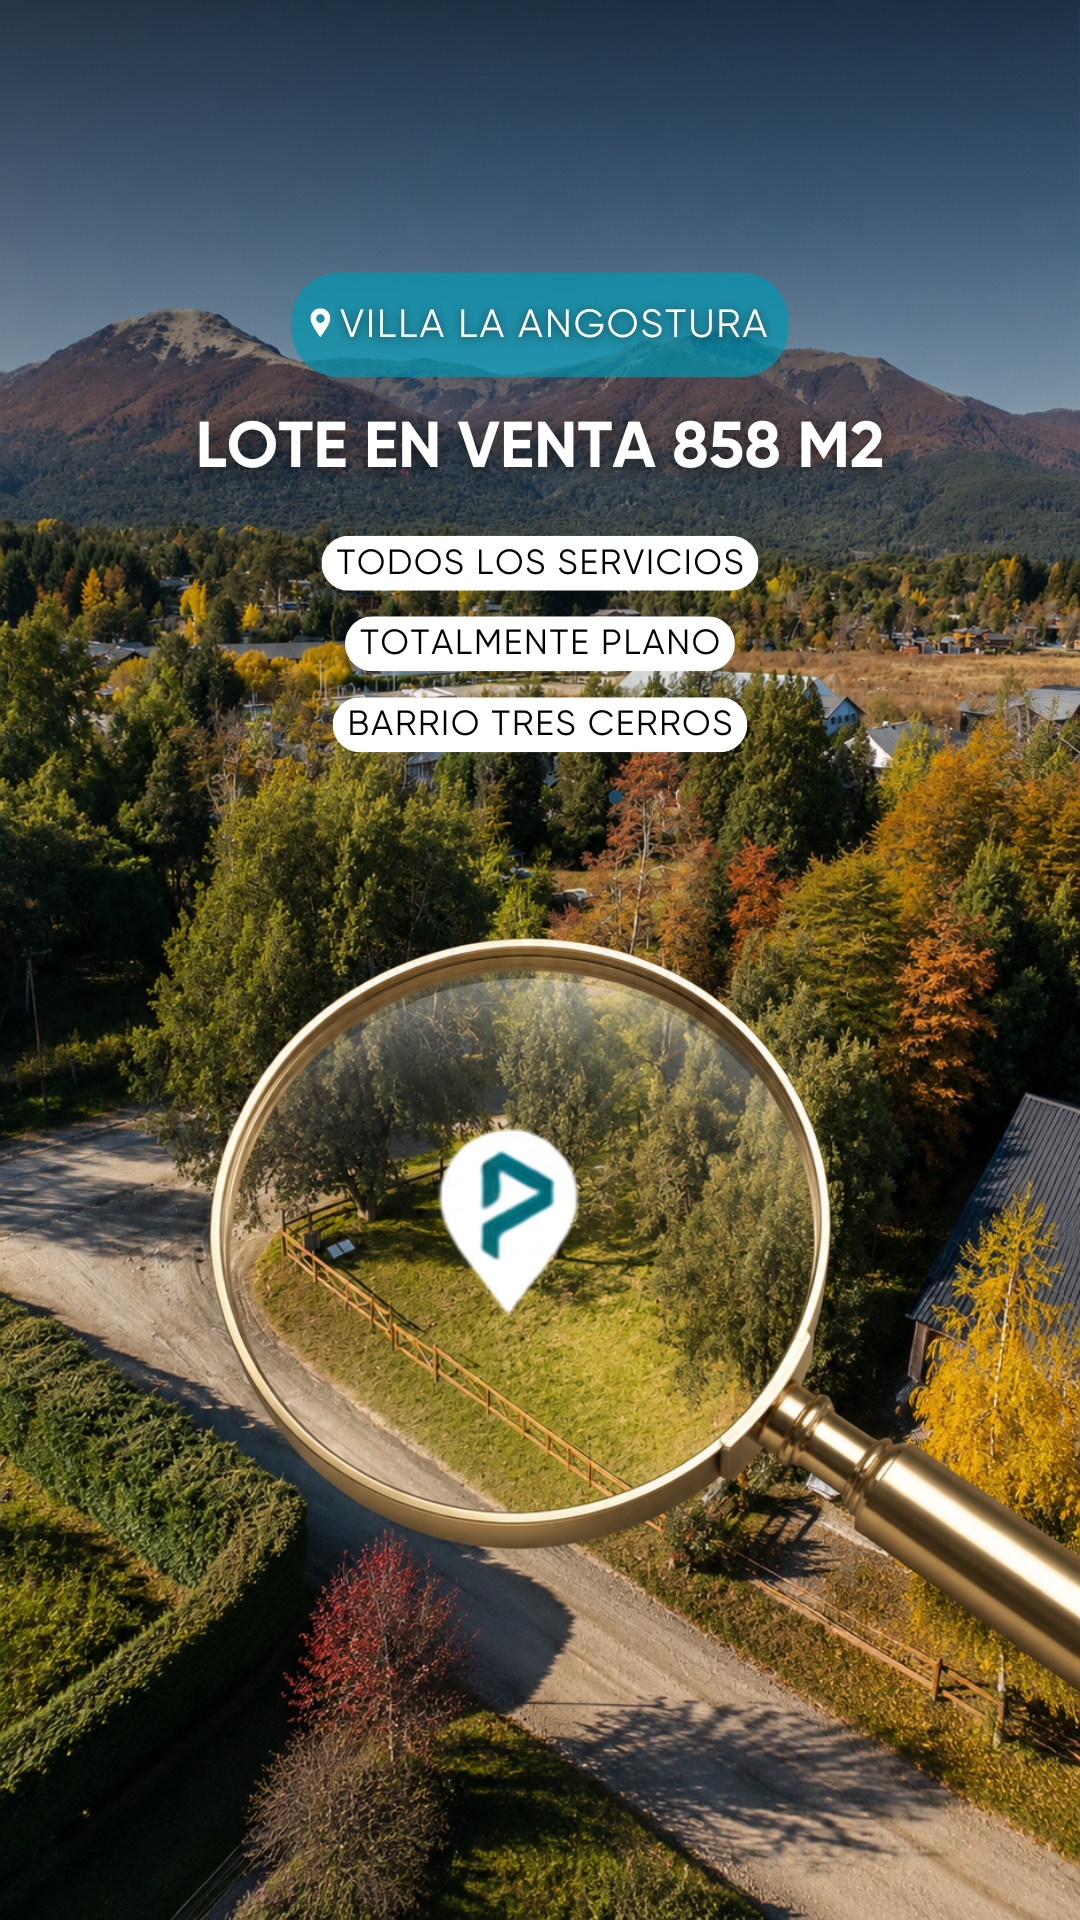 VILLA LA ANGOSTURA
LOTE EN VENTA 858 M2
TODOS LOS SERVICIOS
TOTALMENTE PLANO
BARRIO TRES CERROS